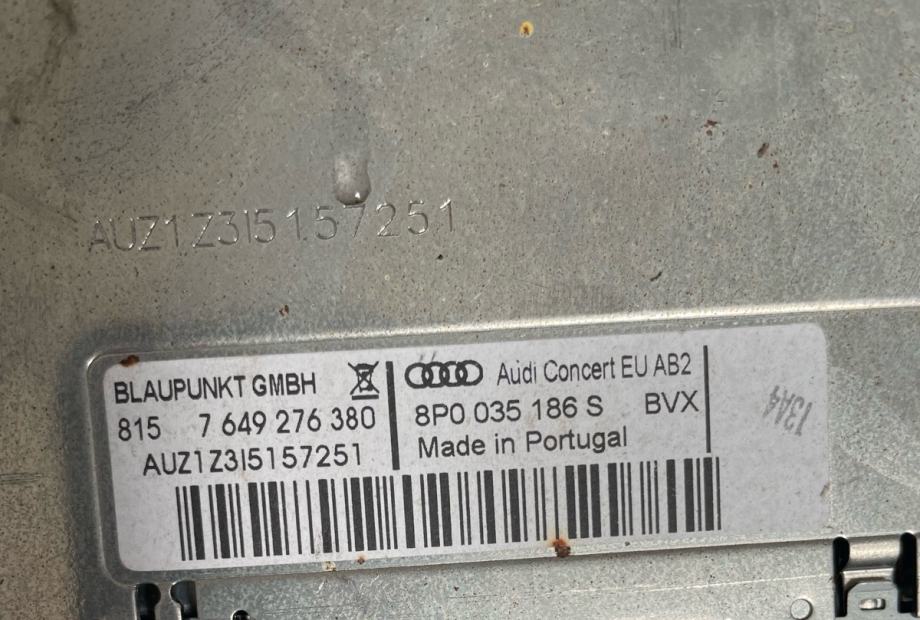 AUZ1Z3I5157251
BLAUPUNKT GMBH
815 7 649 276 380
AUZ1Z3I5157251
Audi Concert EU AB2
8P0 035 186 S BVX
Made in Portugal
13A4